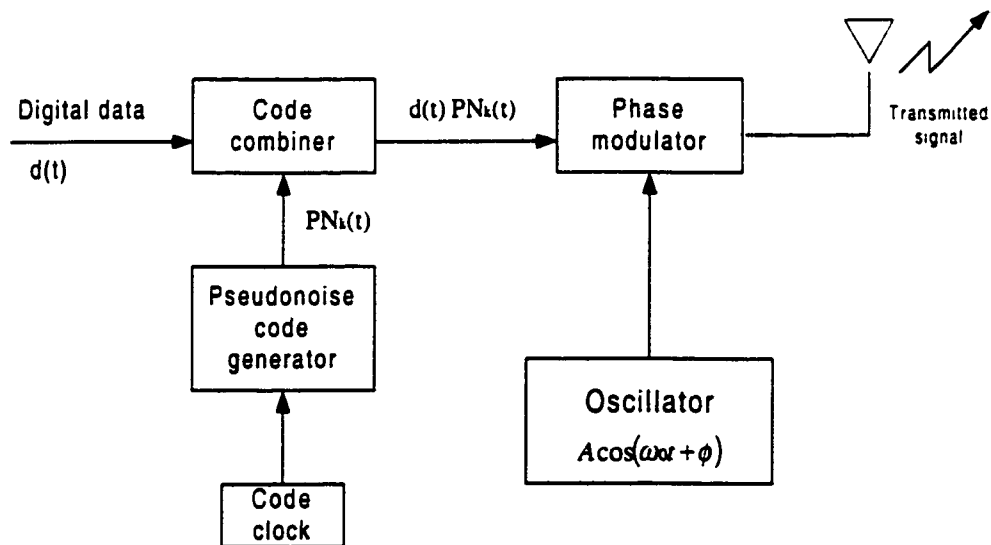 Digital data
d(t)
Code
combiner
d(t) PNk(t)
Phase
modulator
Transmitted
signal
PNk(t)
Pseudonoise
code
generator
Oscillator
Acos(ω0t + ϕ)
Code
clock